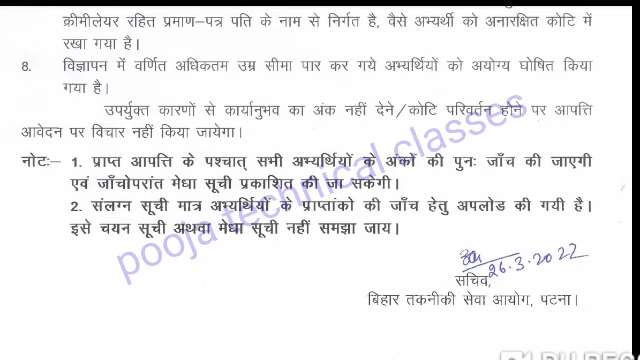 क्रीमीलेयर रहित प्रमाण–पत्र पति के नाम से निर्गत है, वैसे अभ्यर्थी को अनारक्षित कोटि में
रखा गया है।
8. विज्ञापन में वर्णित अधिकतम उम्र सीमा पार कर गये अभ्यर्थियों को अयोग्य घोषित किया
गया है।
उपर्युक्त कारणों से कार्यानुभव का अंक नहीं देने/कोटि परिवर्तन होने पर आपत्ति
आवेदन पर विचार नहीं किया जायेगा।
नोटः– 1. प्राप्त आपत्ति के पश्चात् सभी अभ्यर्थियों के अंकों की पुनः जाँच की जाएगी
एवं जाँचोपरांत मेधा सूची प्रकाशित की जा सकेगी।
2. संलग्न सूची मात्र अभ्यर्थियों के प्राप्तांको की जाँच हेतु अपलोड की गयी है।
इसे चयन सूची अथवा मेधा सूची नहीं समझा जाय।
pooja technical classes
26.3.2022
सचिव,
बिहार तकनीकी सेवा आयोग, पटना।